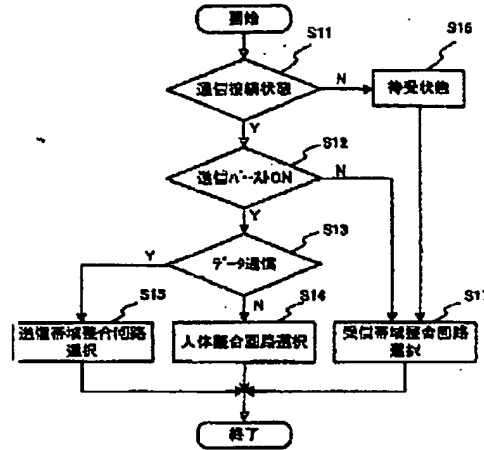 開始
S11
S16
通信接続状態
N
待受状態
Y
S12
送信バーストON
N
Y
S13
Y
データ通信
N
S15
S14
S17
送信帯域整合回路
選択
人体整合回路選択
受信帯域整合回路
選択
終了